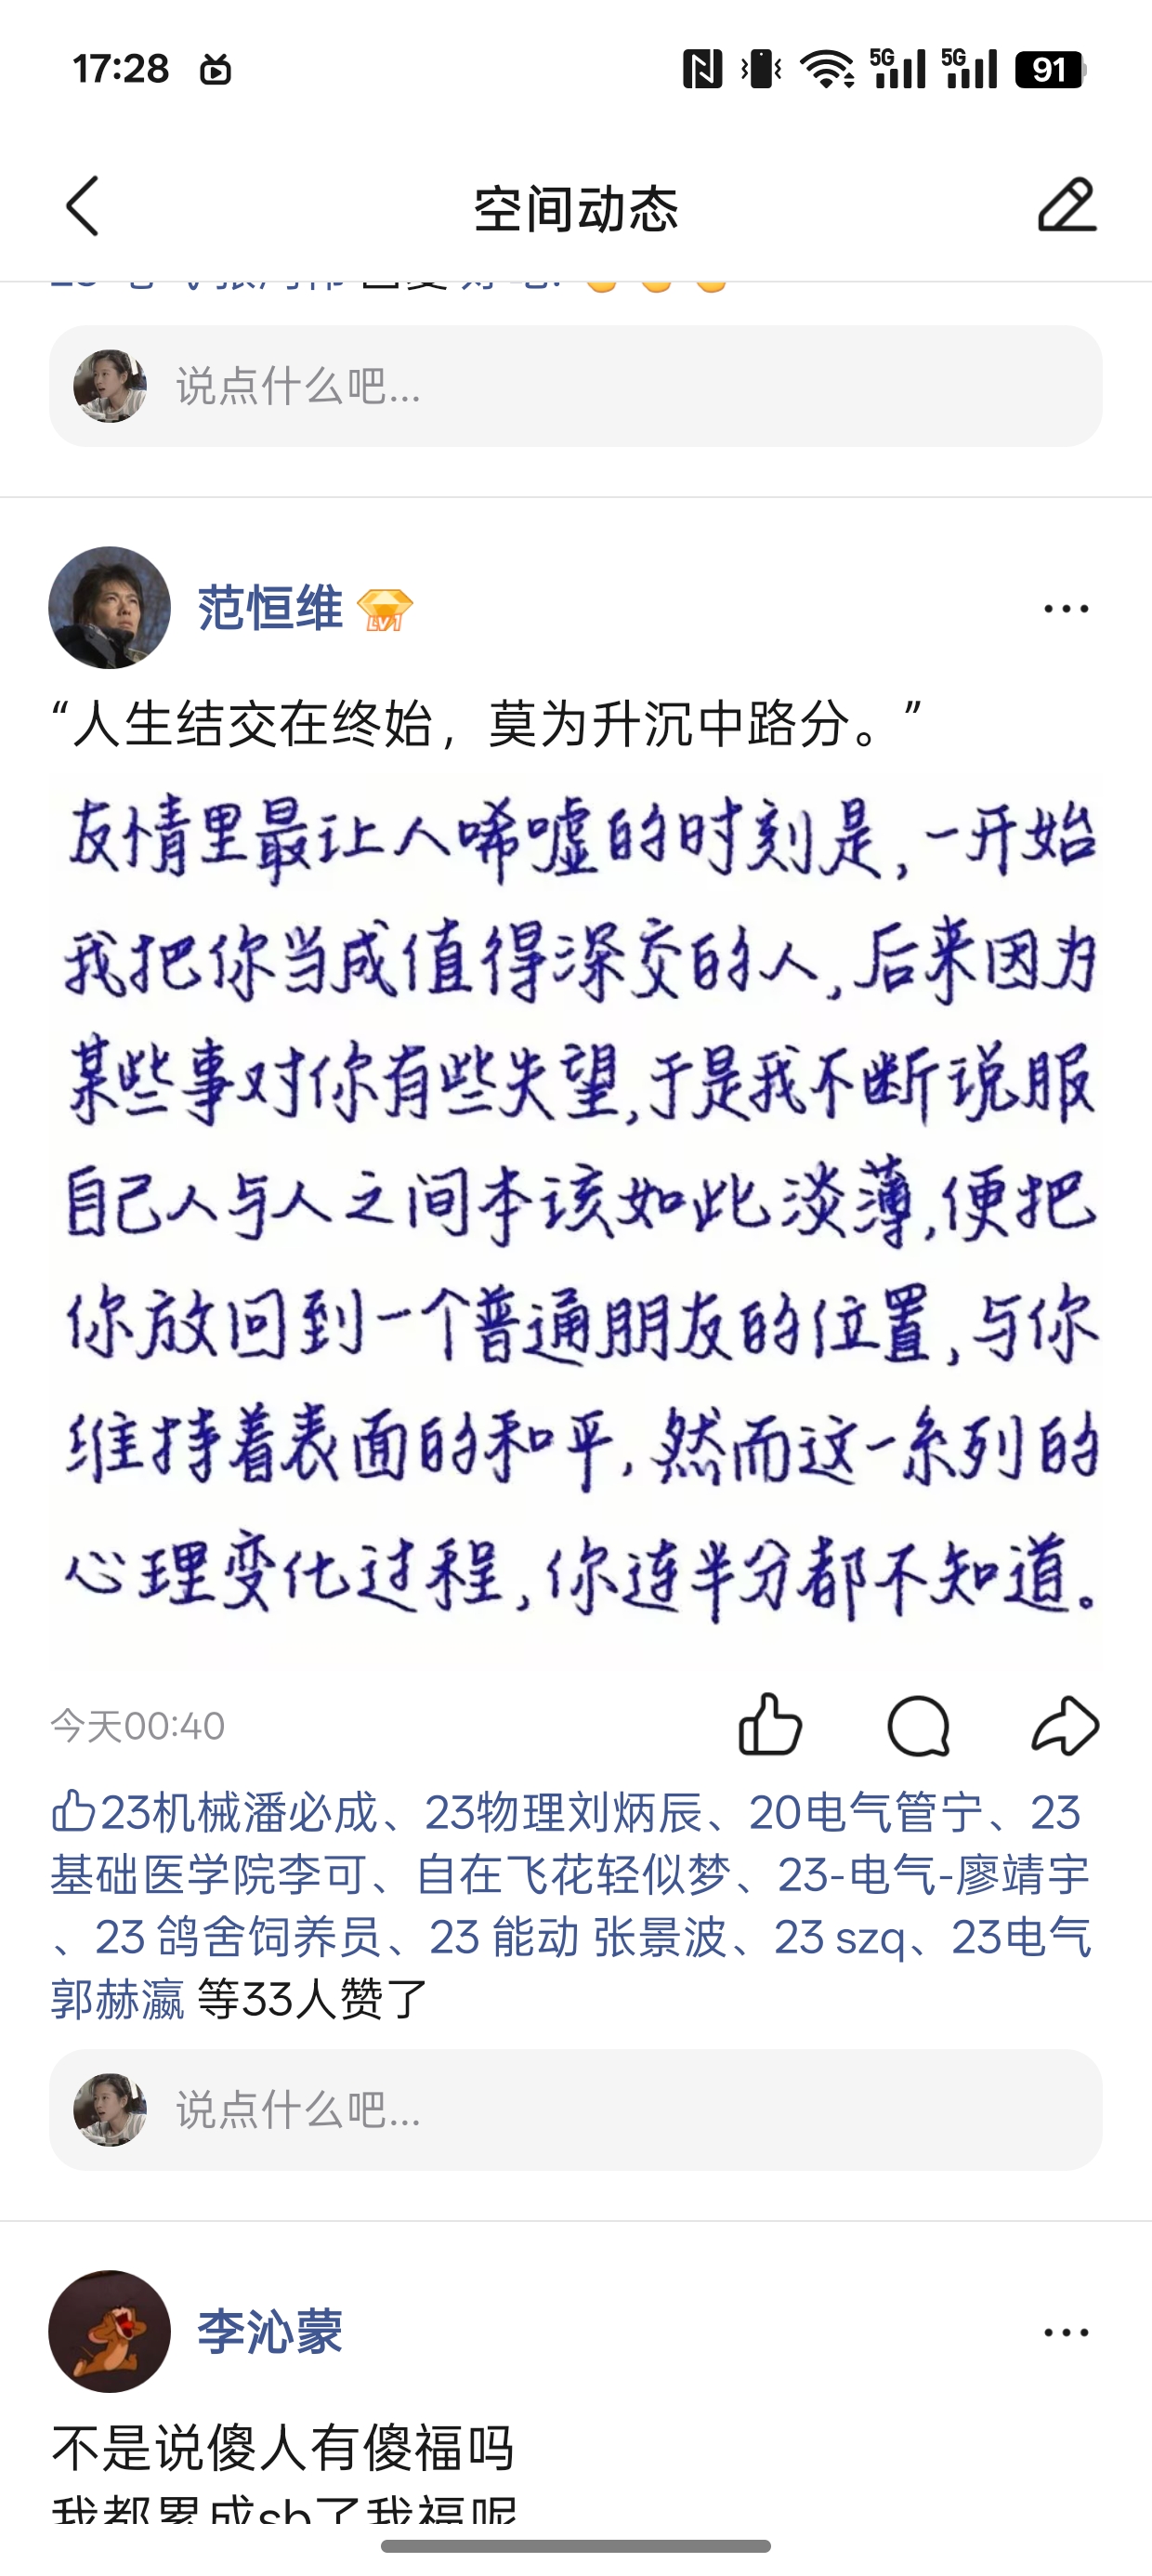 17:28
5G 5G 91
空间动态
说点什么吧...
范恒维 LV1
“人生结交在终始，莫为升沉中路分。”
友情里最让人唏嘘的时刻是,一开始
我把你当成值得深交的人,后来因为
某些事对你有些失望,于是我不断说服
自己人与人之间本该如此淡薄,便把
你放回到一个普通朋友的位置,与你
维持着表面的和平,然而这一系列的
心理变化过程,你连半分都不知道。
今天00:40
23机械潘必成、23物理刘炳辰、20电气管宁、23
基础医学院李可、自在飞花轻似梦、23-电气-廖靖宇
、23 鸽舍饲养员、23 能动 张景波、23 szq、23电气
郭赫瀛 等33人赞了
说点什么吧...
李沁蒙
不是说傻人有傻福吗
我都累成sb了我福呢